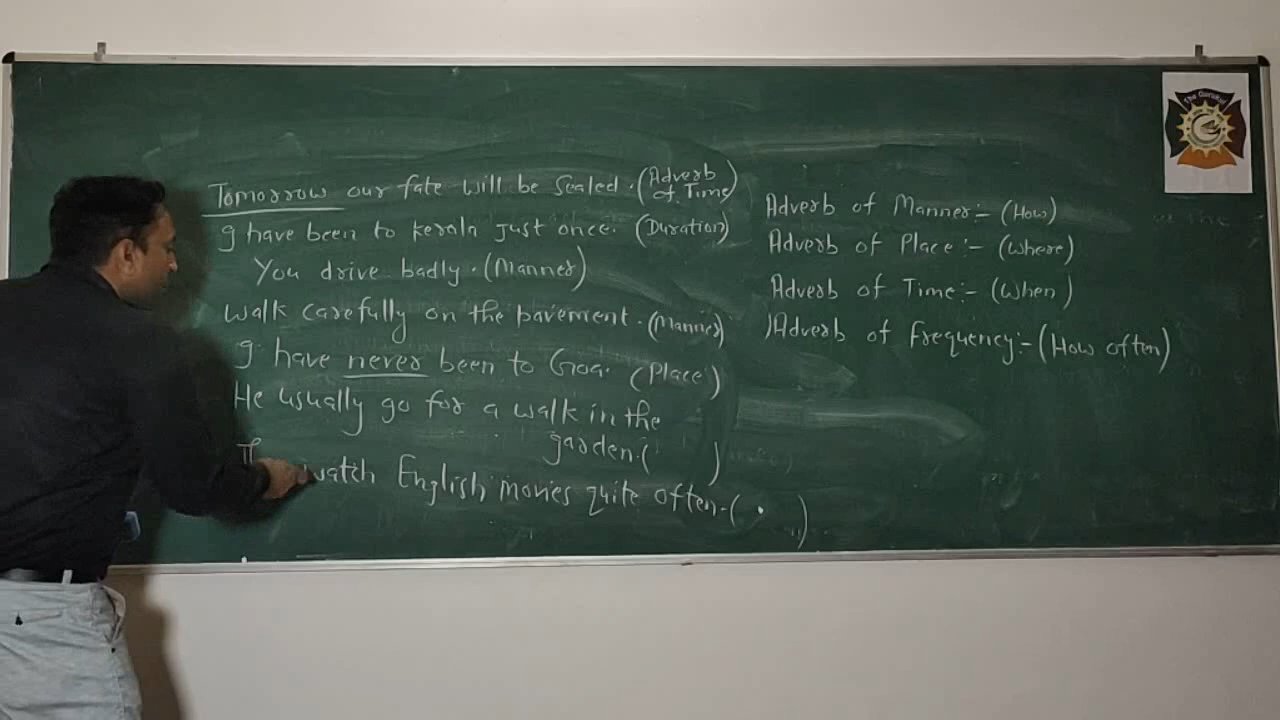 Tomorrow our fate will be sealed. (Adverb of Time)
I have been to Kerala just once. (Duration)
You drive badly. (Manner)
Walk carefully on the pavement. (Manner)
I have never been to Goa. (Place)
He usually go for a walk in the
garden. ( )
watch English movies quite often. ( )
Adverb of Manner:- (How)
Adverb of Place:- (Where)
Adverb of Time:- (When)
Adverb of Frequency:- (How often)